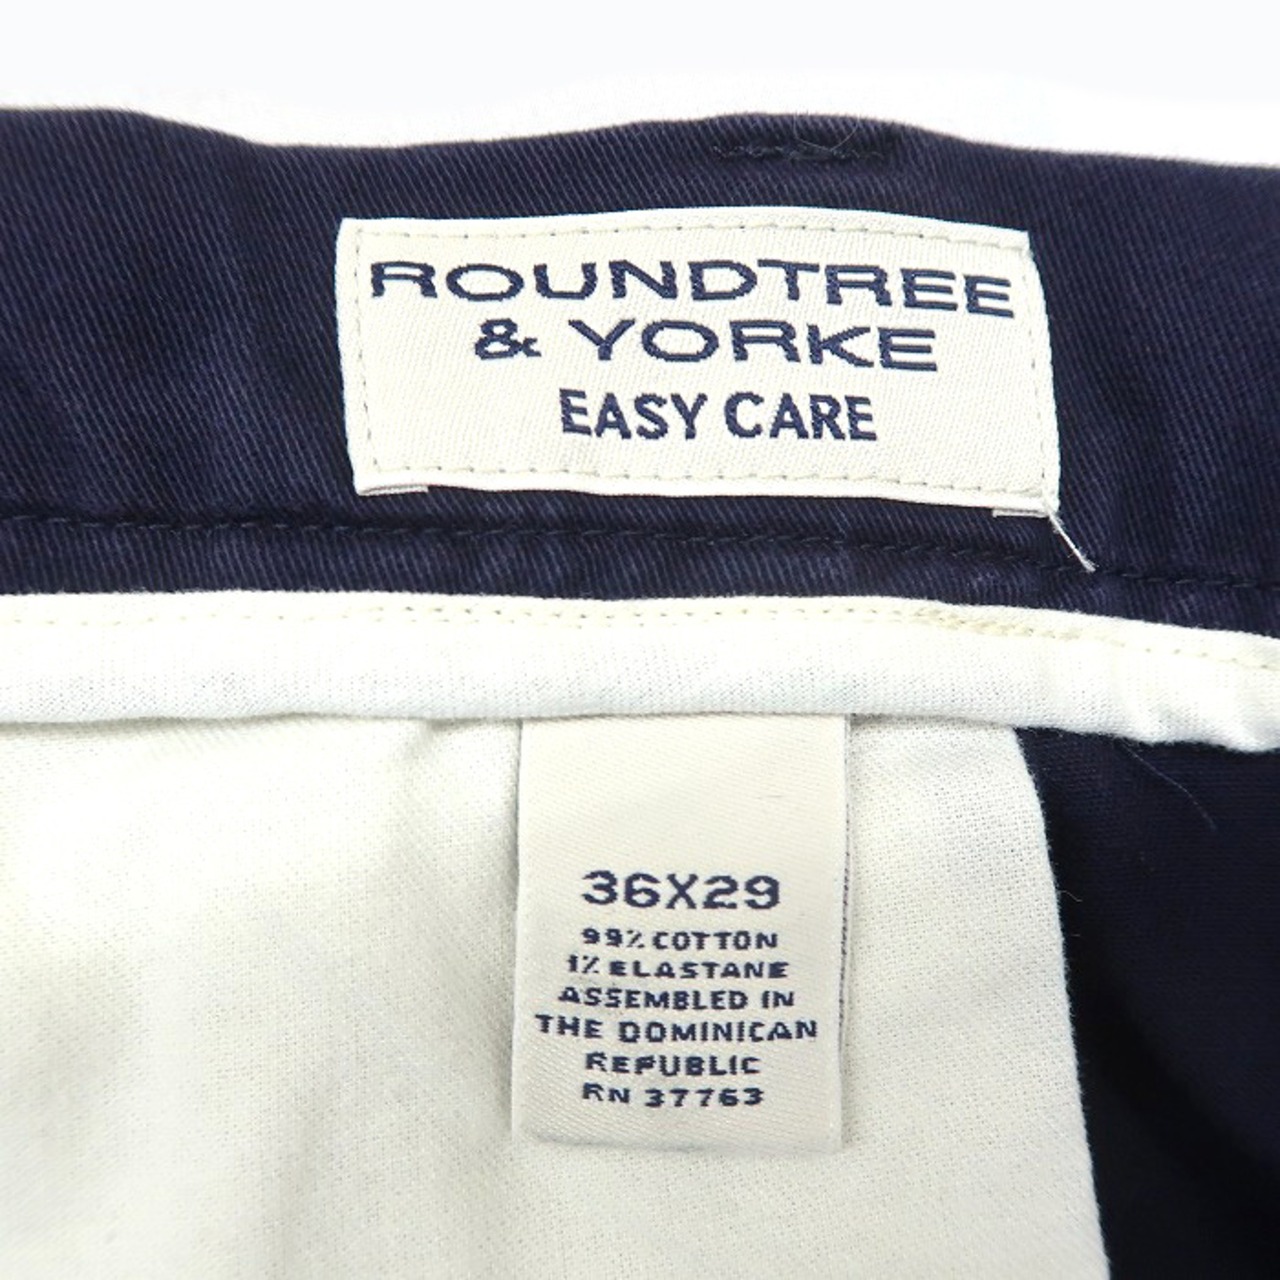 ROUNDTREE
& YORKE
EASY CARE
36X29
99% COTTON
1% ELASTANE
ASSEMBLED IN
THE DOMINICAN
REPUBLIC
RN 37763